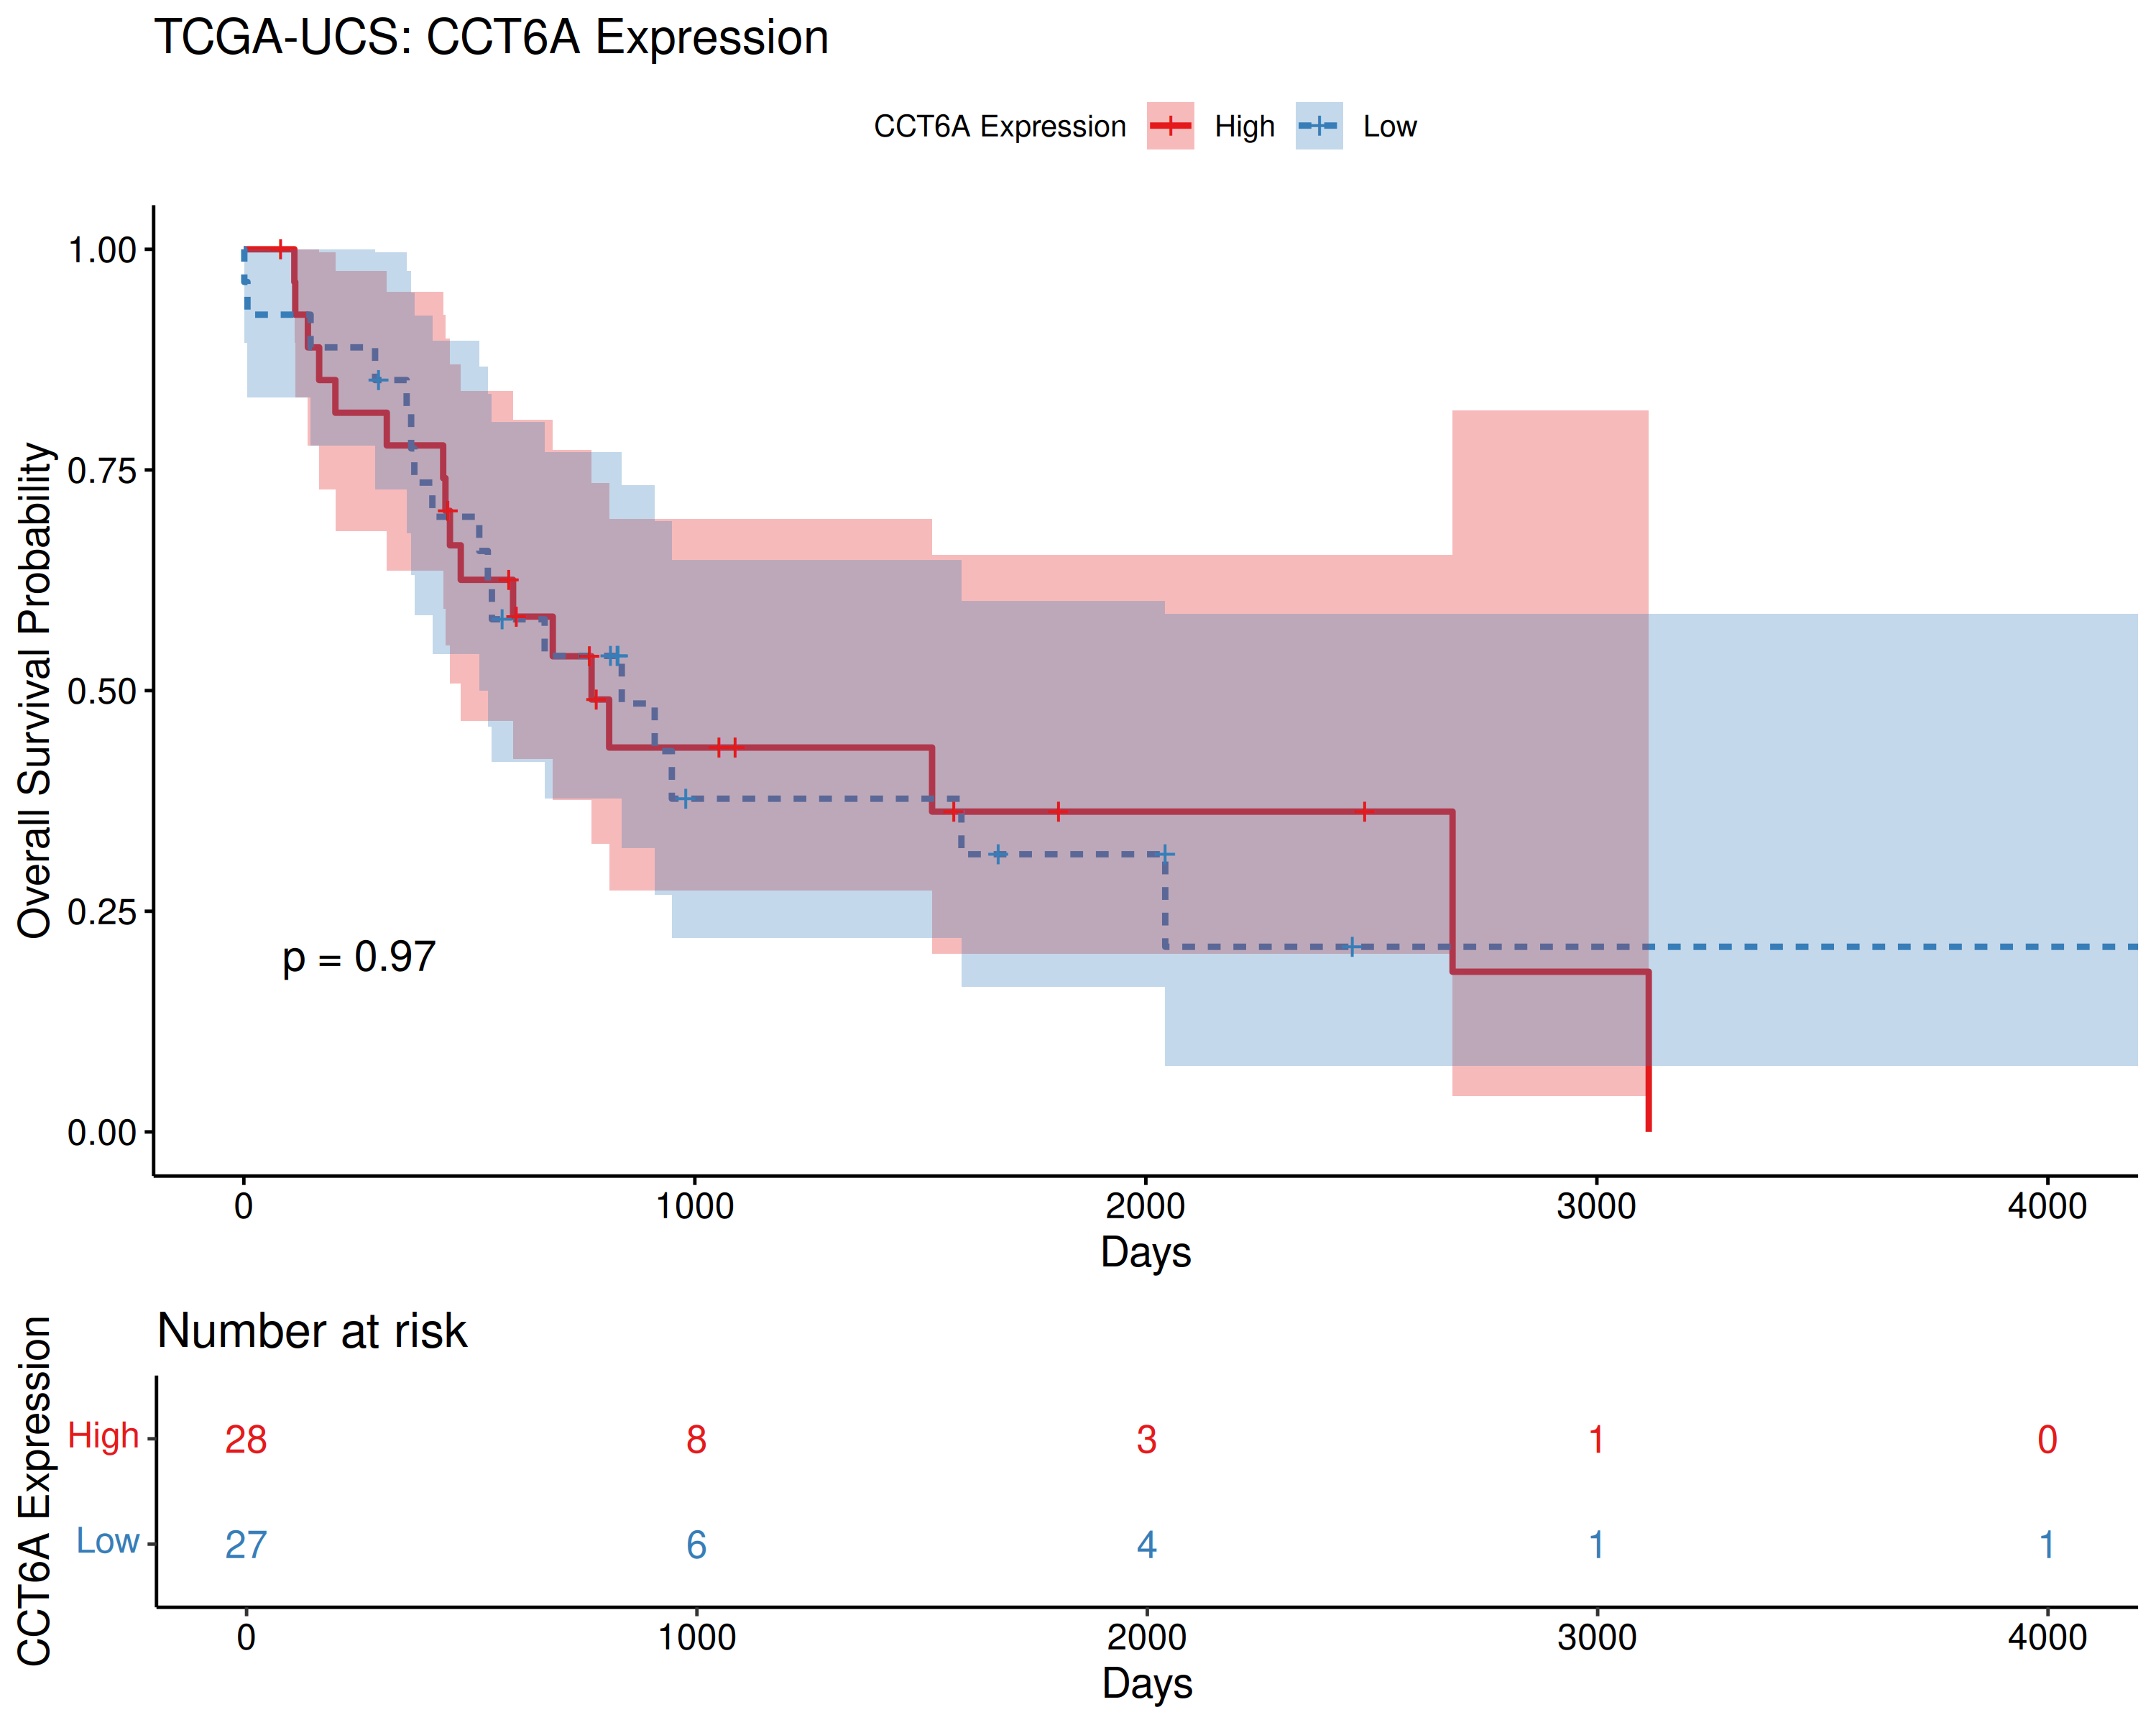 TCGA-UCS: CCT6A Expression
CCT6A Expression High Low
Overall Survival Probability
1.00
0.75
0.50
0.25
0.00
p = 0.97
0 1000 2000 3000 4000
Days
Number at risk
CCT6A Expression
High 28 8 3 1 0
Low 27 6 4 1 1
0 1000 2000 3000 4000
Days